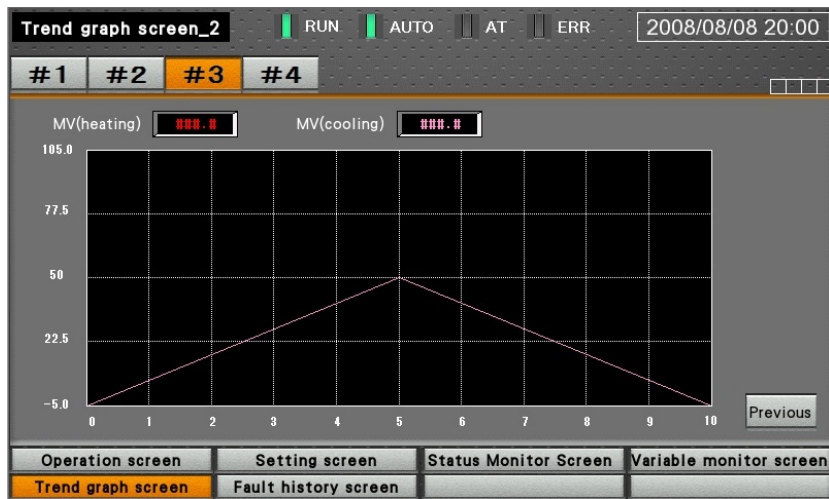 Trend graph screen_2 RUN AUTO AT ERR 2008/08/08 20:00
#1 #2 #3 #4
MV(heating) ###.# MV(cooling) ###.#
105.0
77.5
50
22.5
-5.0
0 1 2 3 4 5 6 7 8 9 10
Previous
Operation screen Setting screen Status Monitor Screen Variable monitor screen
Trend graph screen Fault history screen